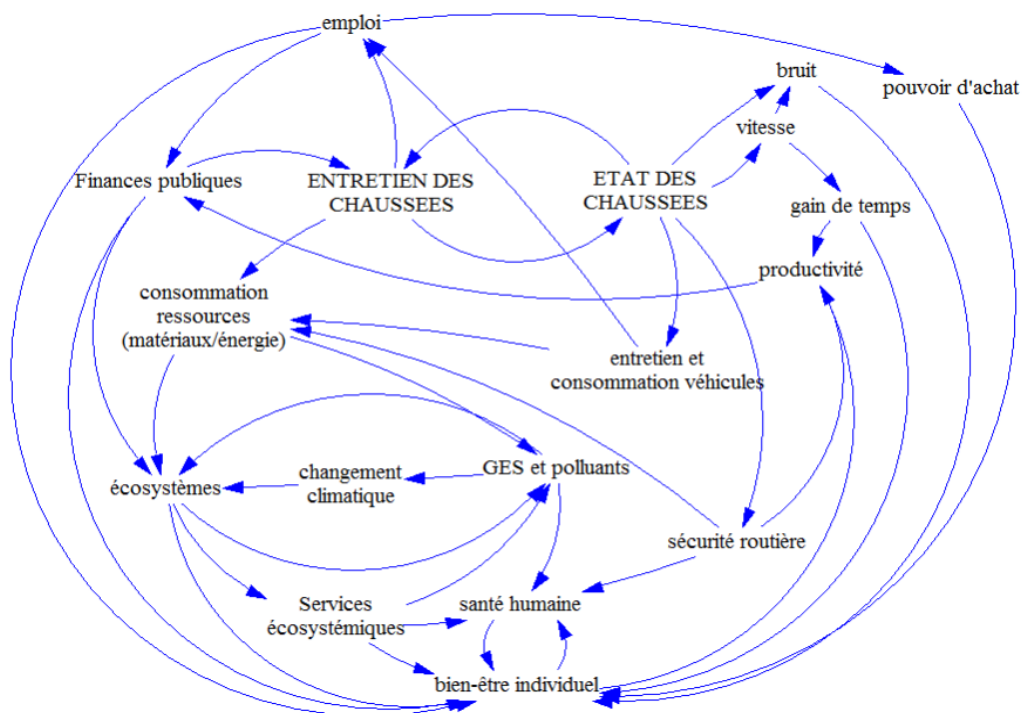 emploi
bruit
pouvoir d'achat
vitesse
Finances publiques
ENTRETIEN DES
CHAUSSEES
ETAT DES
CHAUSSEES
gain de temps
productivité
consommation
ressources
(matériaux/énergie)
entretien et
consommation véhicules
GES et polluants
changement
climatique
écosystèmes
sécurité routière
Services
écosystémiques
santé humaine
bien-être individuel